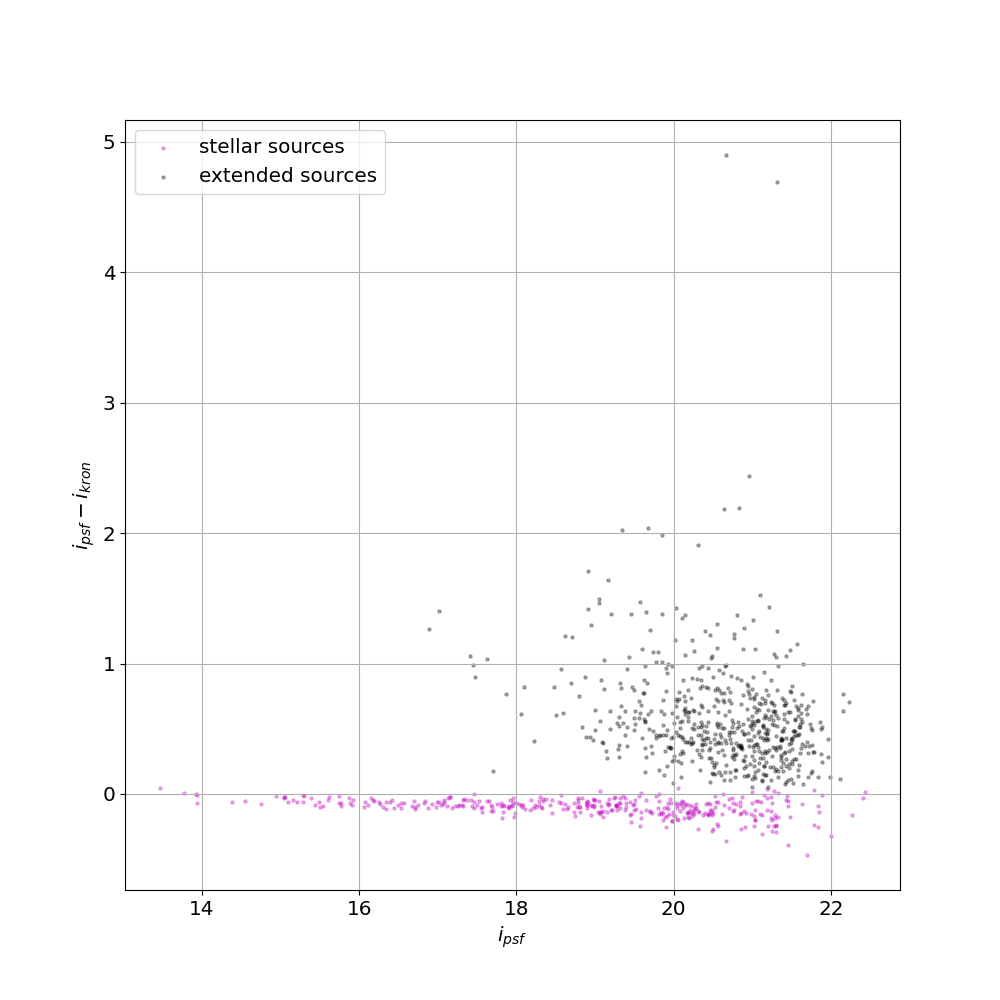 stellar sources
extended sources
5
4
3
2
1
0
i_psf − i_kron
14 16 18 20 22
i_psf